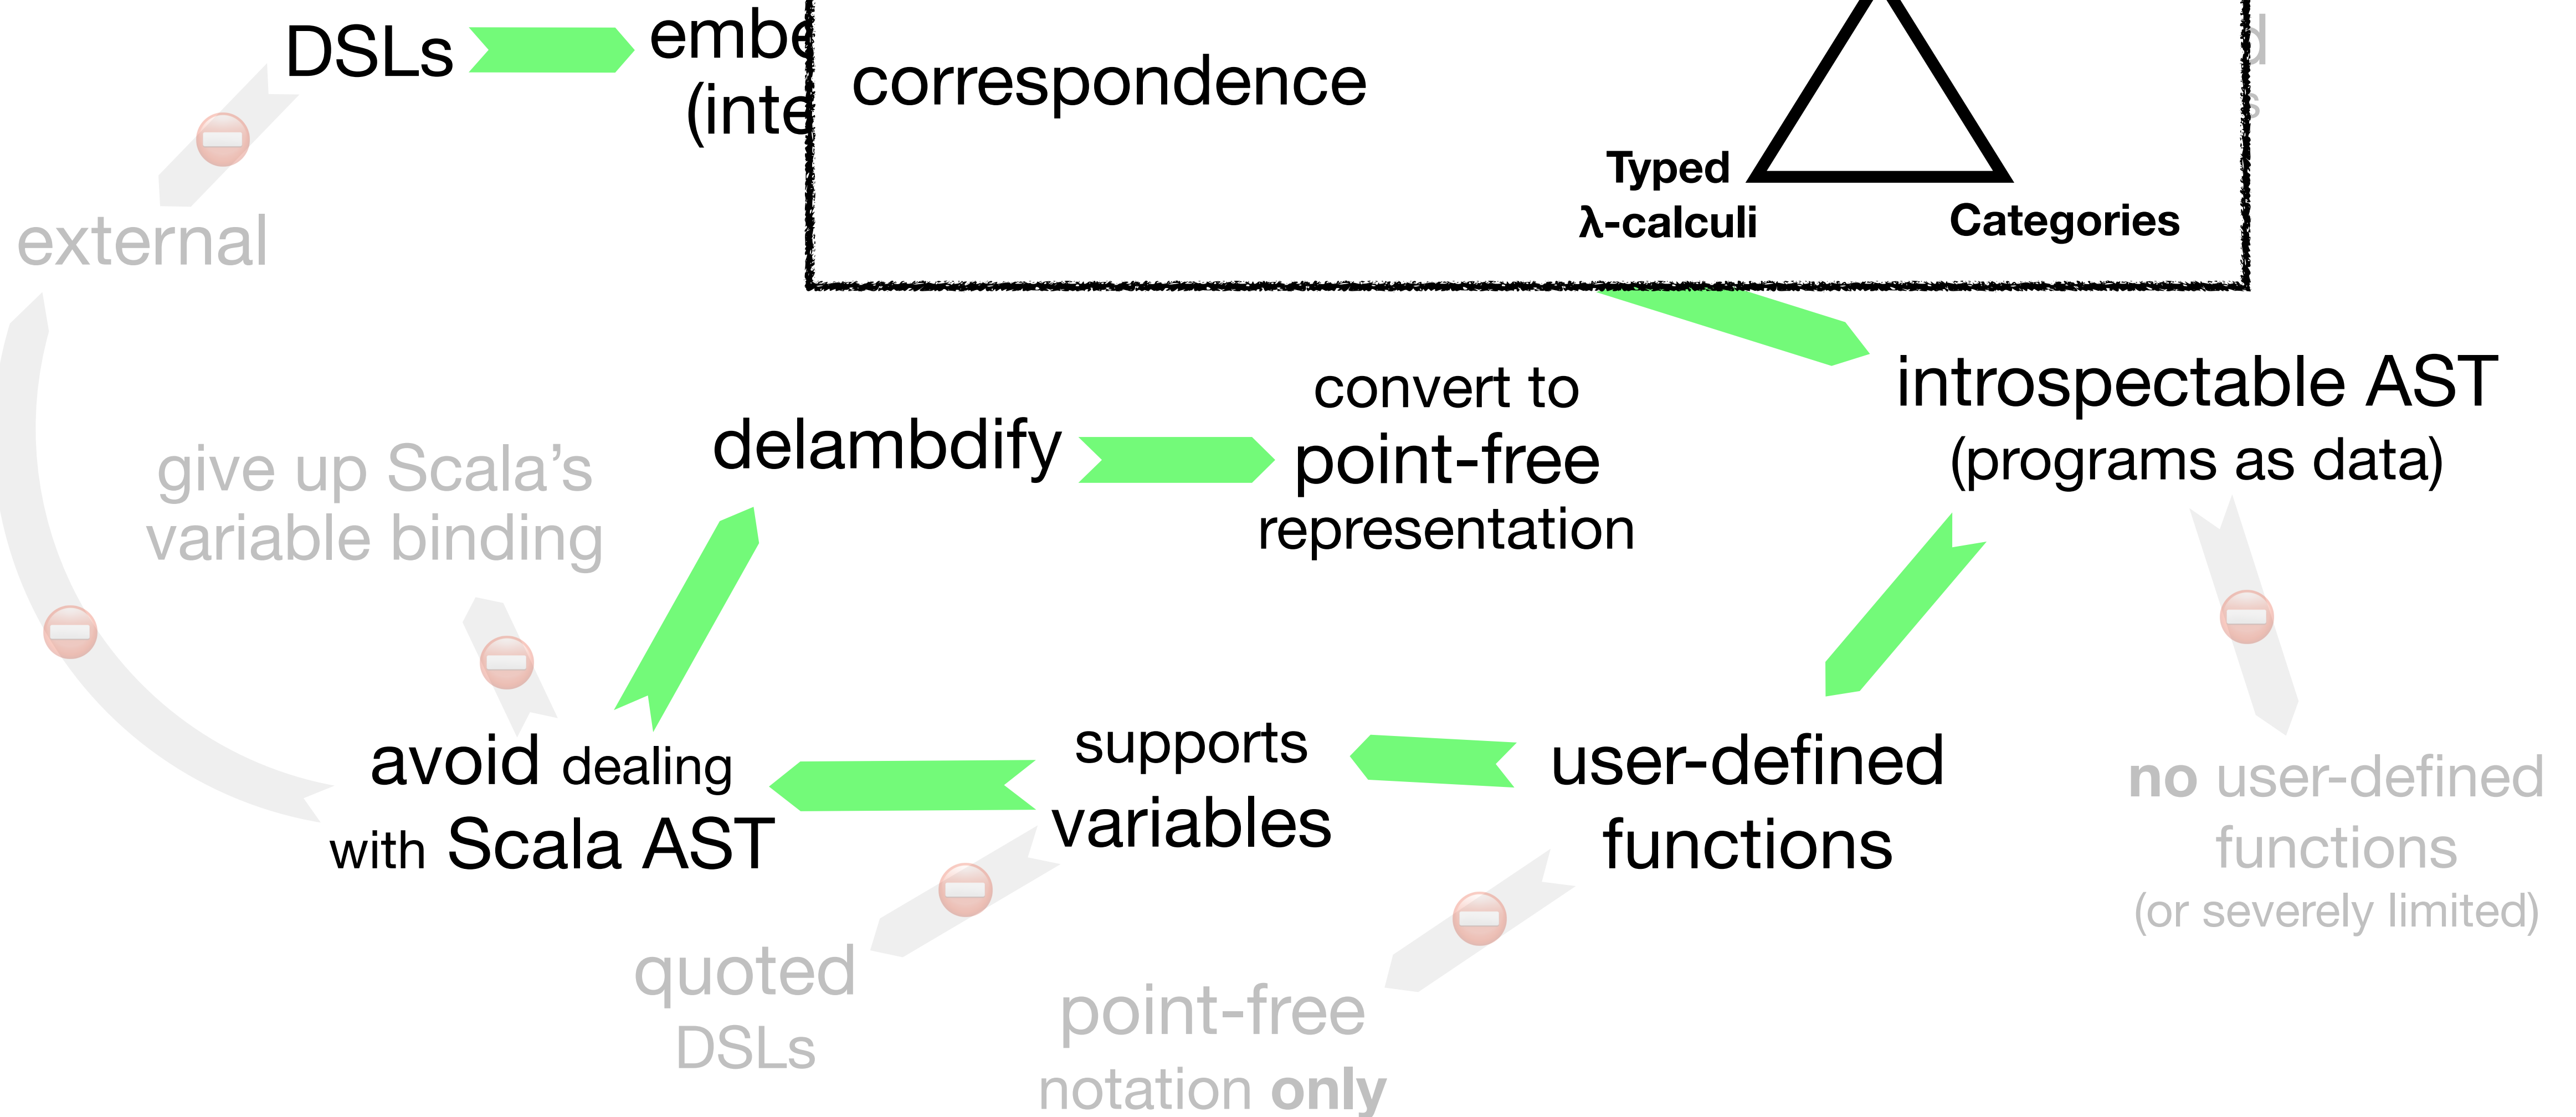 DSLs
correspondence
Typed
λ-calculi
Categories
external
introspectable AST
(programs as data)
convert to
point-free
representation
delambdify
give up Scala’s
variable binding
avoid dealing
with Scala AST
supports
variables
user-defined
functions
no user-defined
functions
(or severely limited)
quoted
DSLs
point-free
notation only